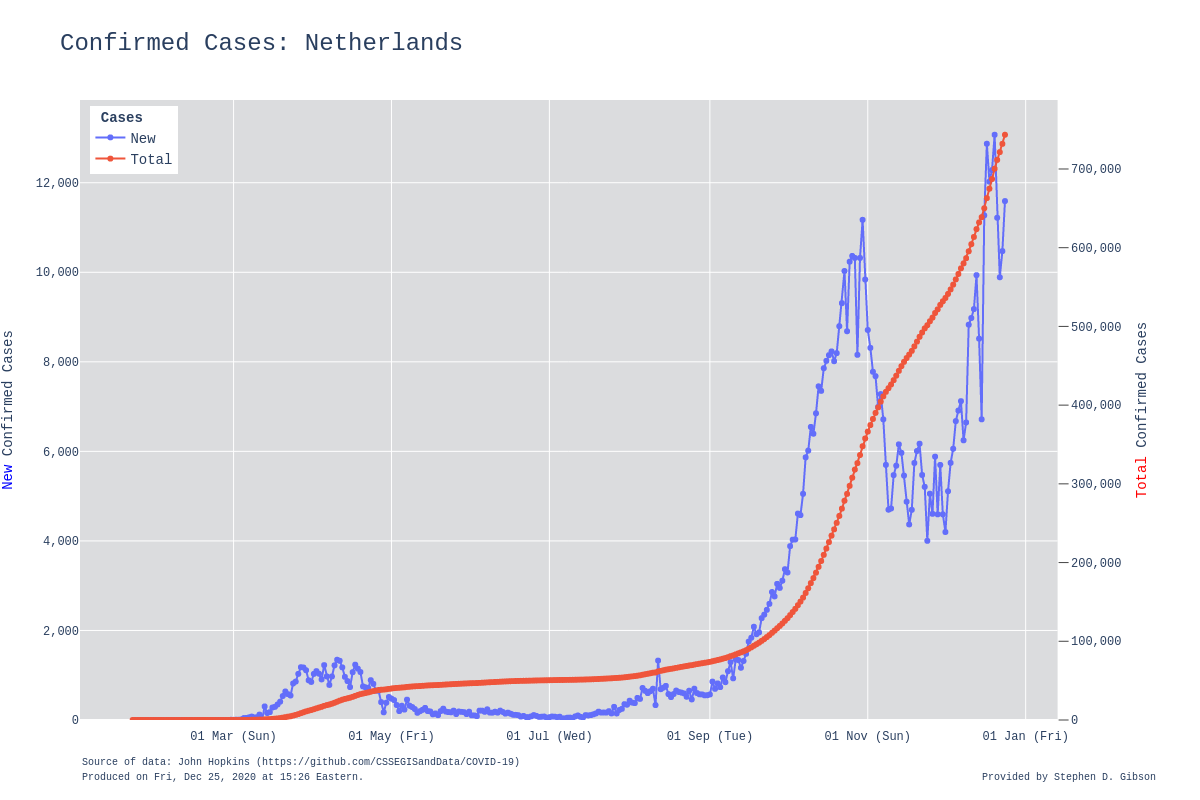 Confirmed Cases: Netherlands
Cases
New
Total
12,000
10,000
8,000
6,000
4,000
2,000
0
New Confirmed Cases
700,000
600,000
500,000
400,000
300,000
200,000
100,000
0
Total Confirmed Cases
01 Mar (Sun) 01 May (Fri) 01 Jul (Wed) 01 Sep (Tue) 01 Nov (Sun) 01 Jan (Fri)
Source of data: John Hopkins (https://github.com/CSSEGISandData/COVID-19)
Produced on Fri, Dec 25, 2020 at 15:26 Eastern.
Provided by Stephen D. Gibson